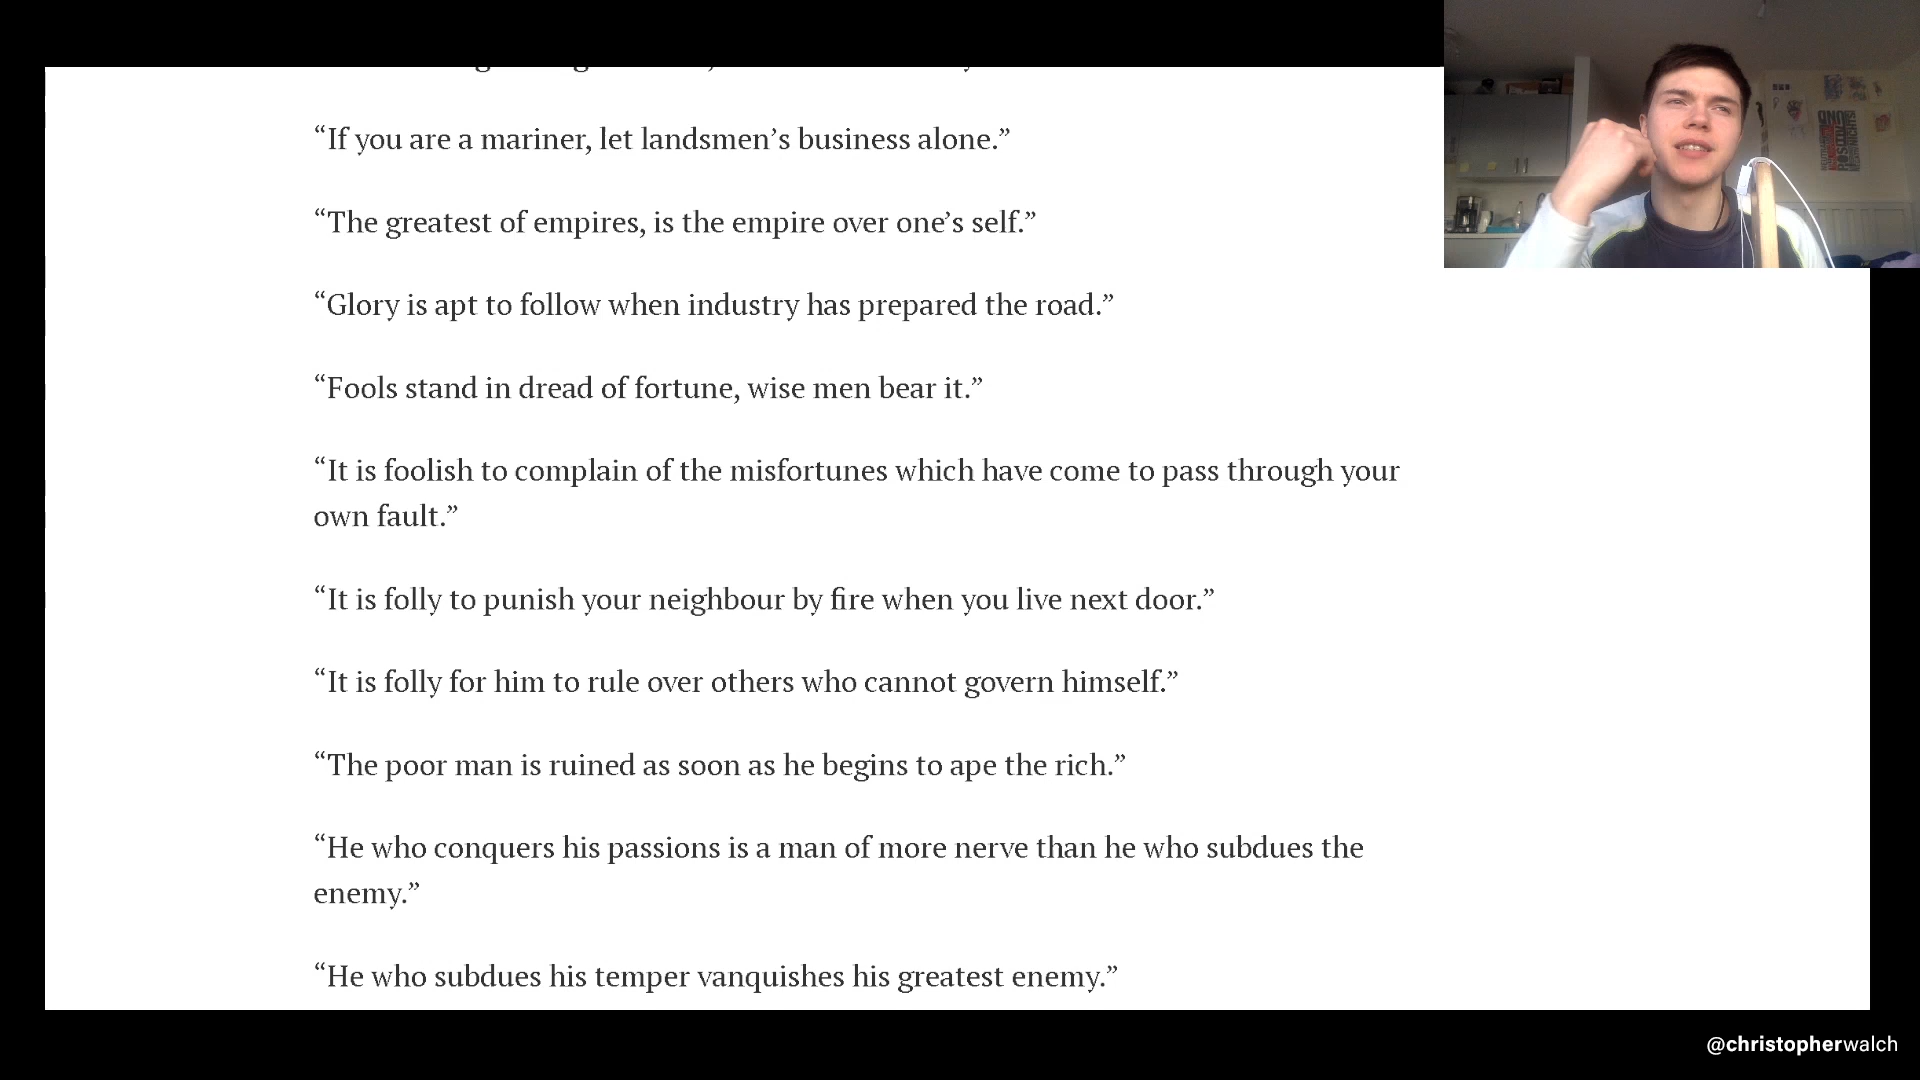 “If you are a mariner, let landsmen’s business alone.”
“The greatest of empires, is the empire over one’s self.”
“Glory is apt to follow when industry has prepared the road.”
“Fools stand in dread of fortune, wise men bear it.”
“It is foolish to complain of the misfortunes which have come to pass through your
own fault.”
“It is folly to punish your neighbour by fire when you live next door.”
“It is folly for him to rule over others who cannot govern himself.”
“The poor man is ruined as soon as he begins to ape the rich.”
“He who conquers his passions is a man of more nerve than he who subdues the
enemy.”
“He who subdues his temper vanquishes his greatest enemy.”
@christopherwalch